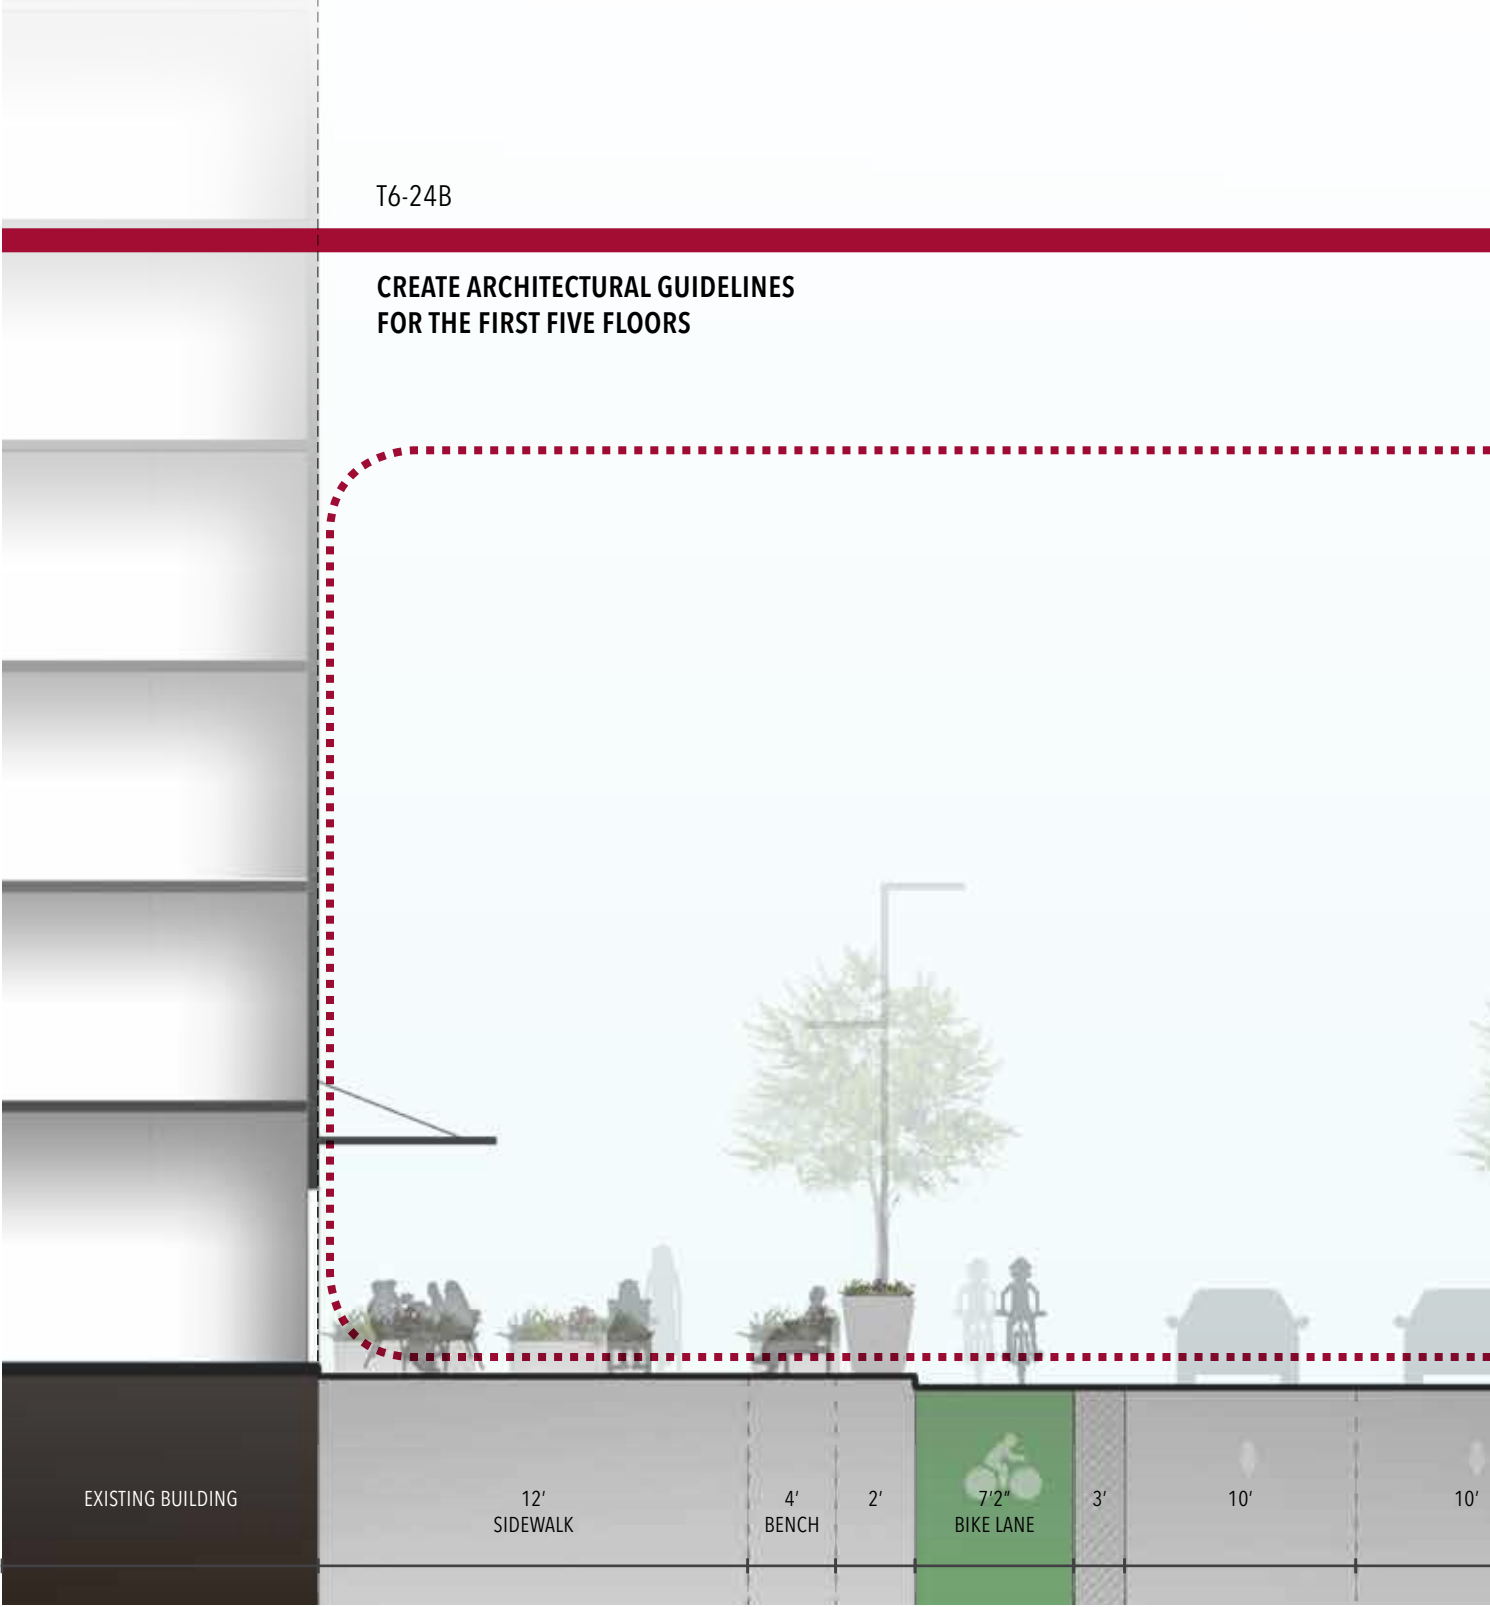 T6-24B
CREATE ARCHITECTURAL GUIDELINES
FOR THE FIRST FIVE FLOORS
EXISTING BUILDING
12'
SIDEWALK
4'
BENCH
2'
7'2"
BIKE LANE
3'
10'
10'